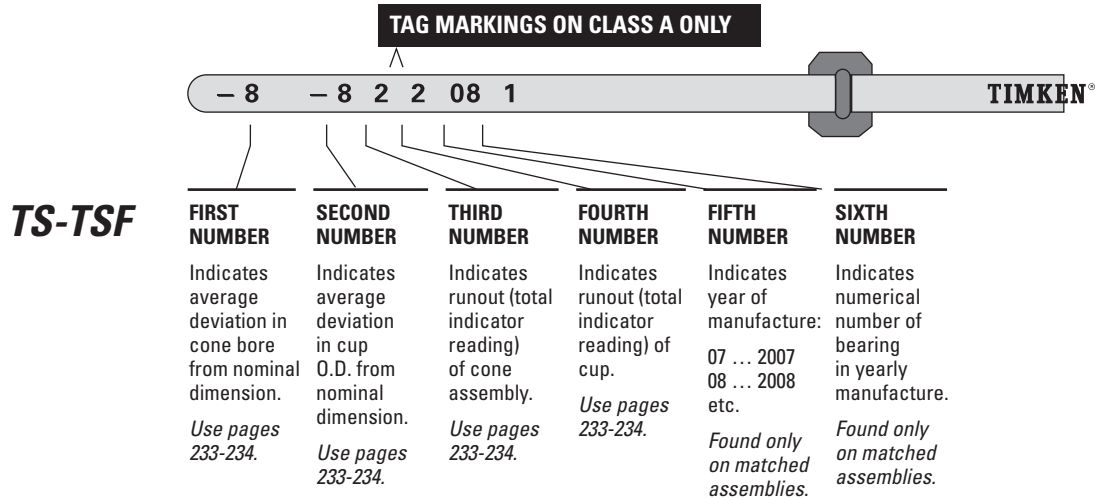 TAG MARKINGS ON CLASS A ONLY
– 8 – 8 2 2 08 1
TIMKEN®
TS-TSF
FIRST
NUMBER
Indicates
average
deviation in
cone bore
from nominal
dimension.
Use pages
233-234.
SECOND
NUMBER
Indicates
average
deviation
in cup
O.D. from
nominal
dimension.
Use pages
233-234.
THIRD
NUMBER
Indicates
runout (total
indicator
reading)
of cone
assembly.
Use pages
233-234.
FOURTH
NUMBER
Indicates
runout (total
indicator
reading) of
cup.
Use pages
233-234.
FIFTH
NUMBER
Indicates
year of
manufacture:
07 … 2007
08 … 2008
etc.
Found only
on matched
assemblies.
SIXTH
NUMBER
Indicates
numerical
number of
bearing
in yearly
manufacture.
Found only
on matched
assemblies.